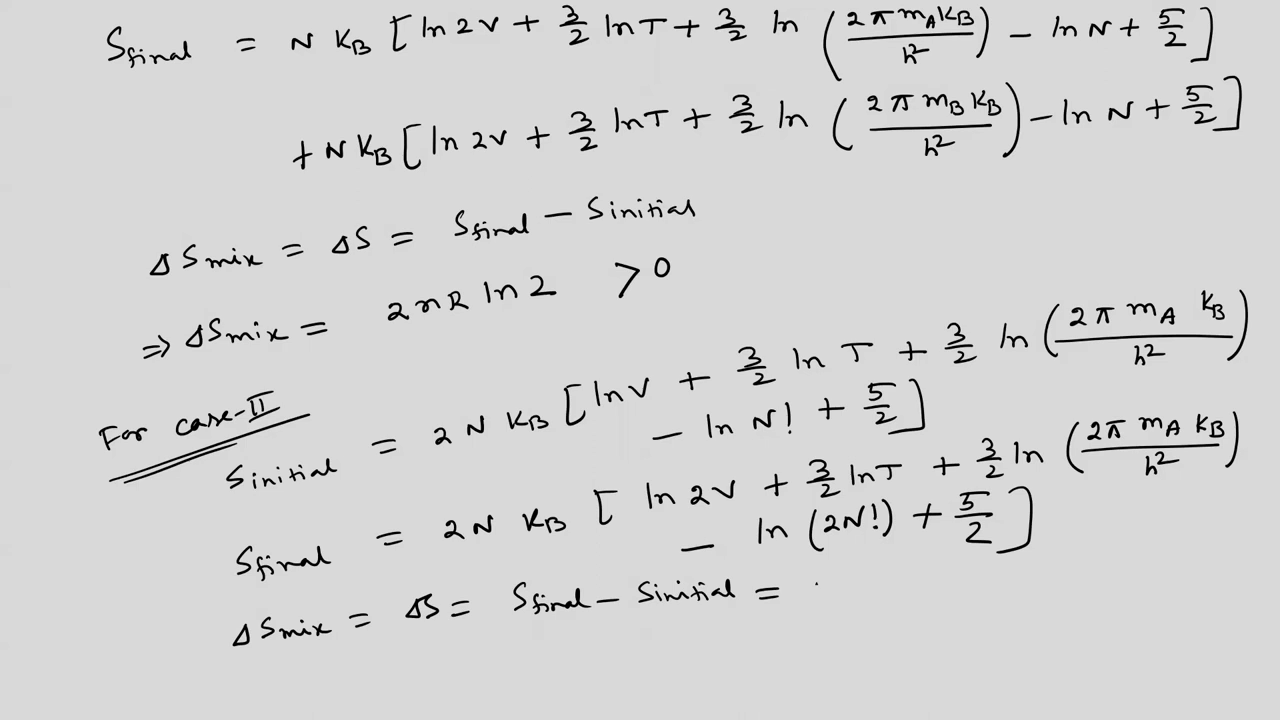 S_final = N K_B [ln 2V + 3/2 ln T + 3/2 ln (2π m_A K_B / h²) − ln N + 5/2]
+ N K_B [ln 2V + 3/2 ln T + 3/2 ln (2π m_B K_B / h²) − ln N + 5/2]
Δ S_mix = ΔS = S_final − S_initial
⇒ ΔS_mix = 2nR ln 2 > 0
For case-II
S_initial = 2 N K_B [ln V + 3/2 ln T + 3/2 ln (2π m_A K_B / h²)
− ln N! + 5/2]
S_final = 2 N K_B [ln 2V + 3/2 ln T + 3/2 ln (2π m_A K_B / h²)
− ln (2N!) + 5/2]
Δ S_mix = ΔS = S_final − S_initial =